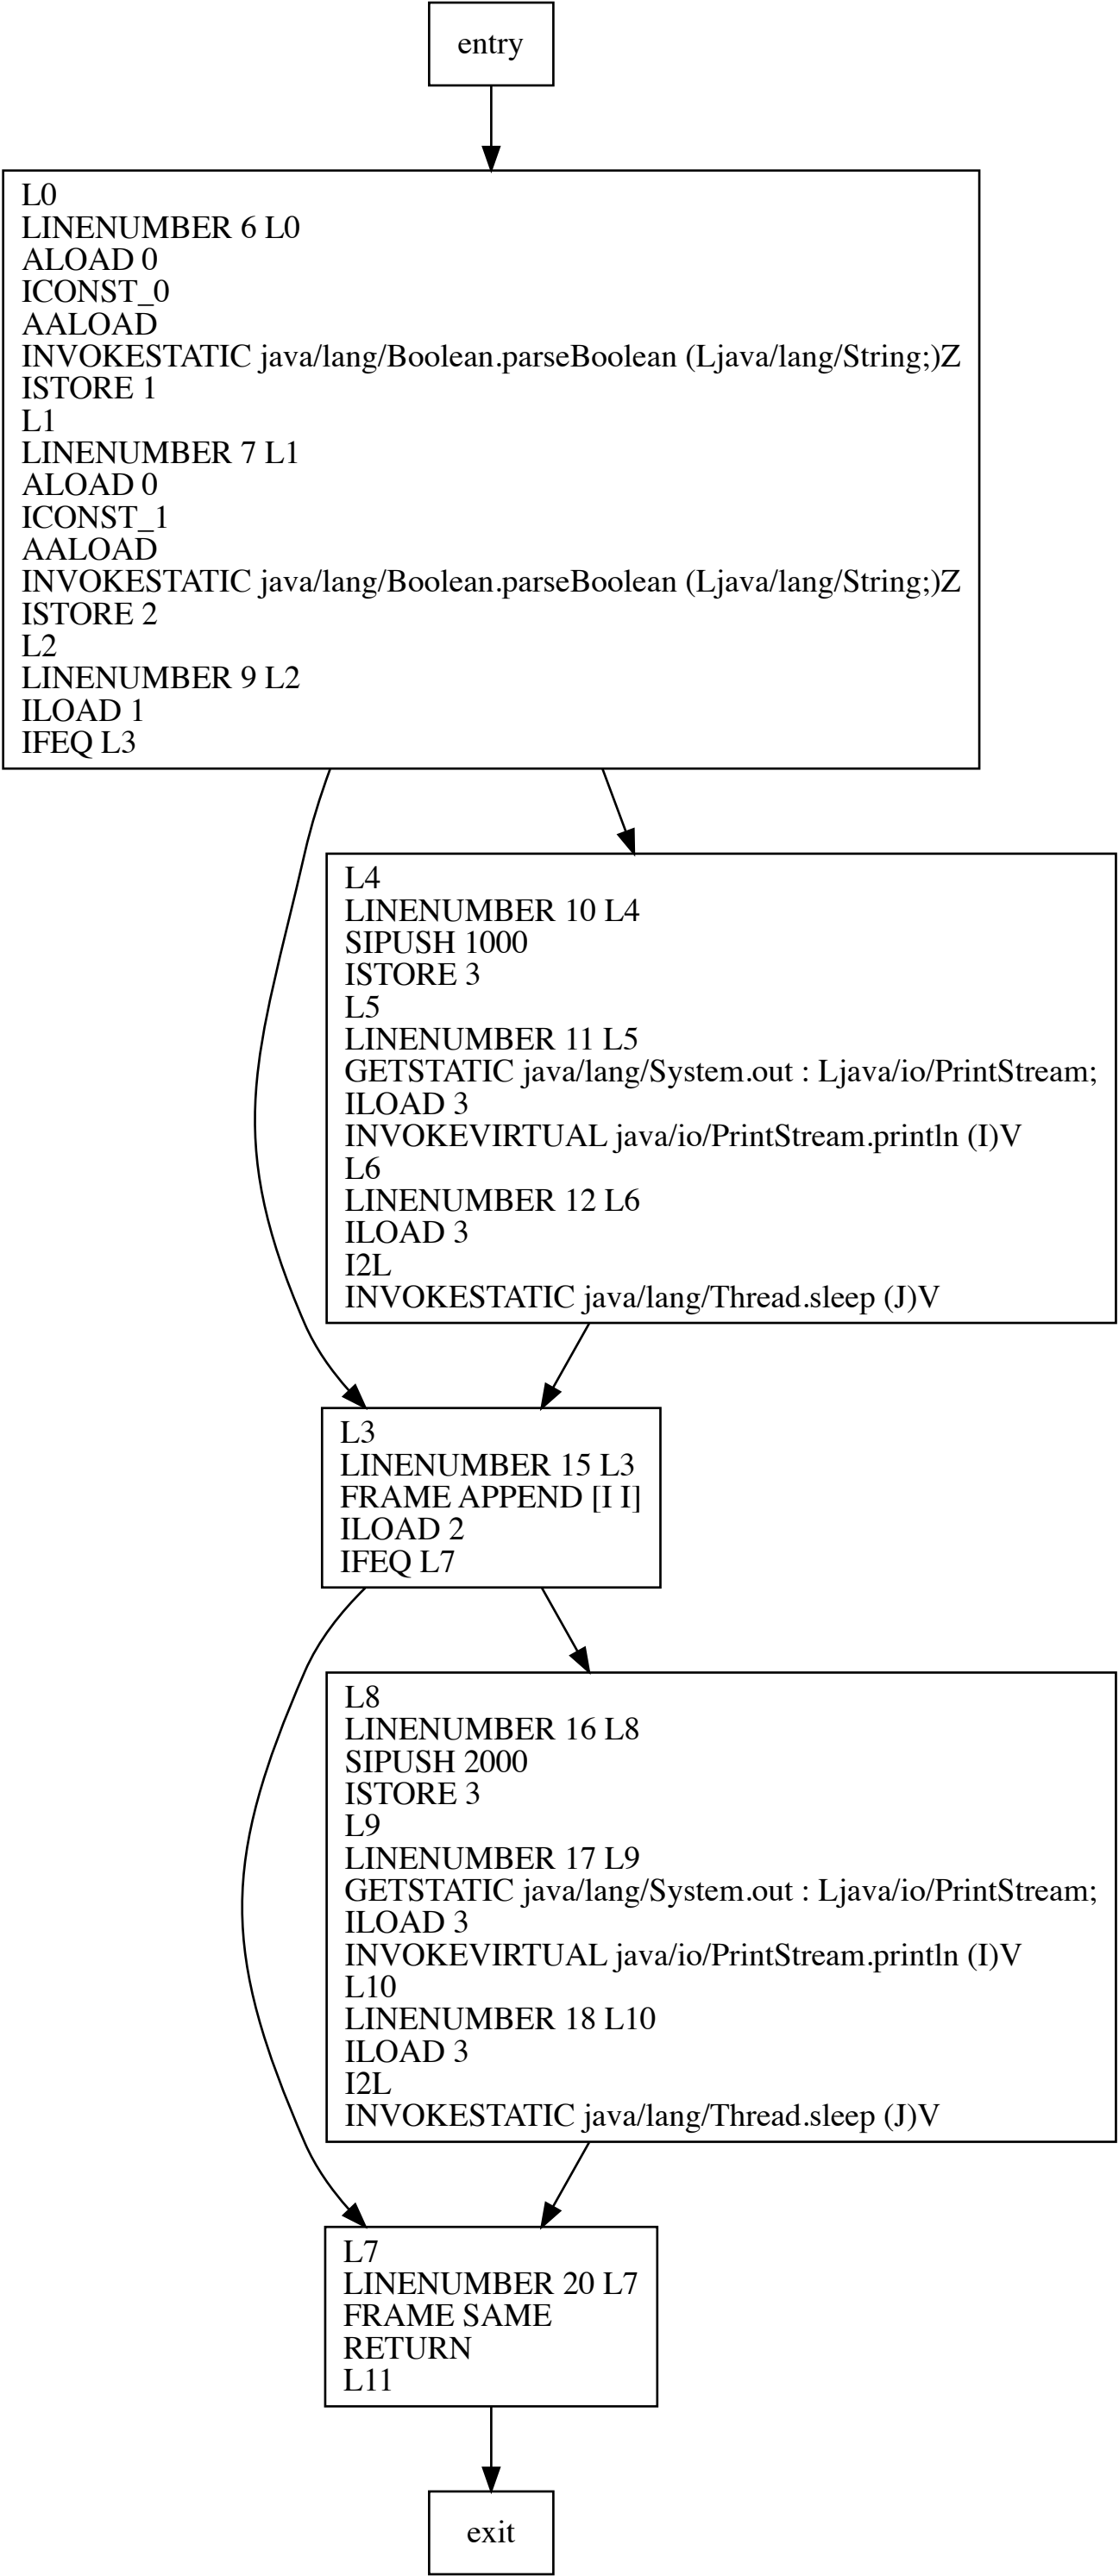 entry
L0
LINENUMBER 6 L0
ALOAD 0
ICONST_0
AALOAD
INVOKESTATIC java/lang/Boolean.parseBoolean (Ljava/lang/String;)Z
ISTORE 1
L1
LINENUMBER 7 L1
ALOAD 0
ICONST_1
AALOAD
INVOKESTATIC java/lang/Boolean.parseBoolean (Ljava/lang/String;)Z
ISTORE 2
L2
LINENUMBER 9 L2
ILOAD 1
IFEQ L3
L4
LINENUMBER 10 L4
SIPUSH 1000
ISTORE 3
L5
LINENUMBER 11 L5
GETSTATIC java/lang/System.out : Ljava/io/PrintStream;
ILOAD 3
INVOKEVIRTUAL java/io/PrintStream.println (I)V
L6
LINENUMBER 12 L6
ILOAD 3
I2L
INVOKESTATIC java/lang/Thread.sleep (J)V
L3
LINENUMBER 15 L3
FRAME APPEND [I I]
ILOAD 2
IFEQ L7
L8
LINENUMBER 16 L8
SIPUSH 2000
ISTORE 3
L9
LINENUMBER 17 L9
GETSTATIC java/lang/System.out : Ljava/io/PrintStream;
ILOAD 3
INVOKEVIRTUAL java/io/PrintStream.println (I)V
L10
LINENUMBER 18 L10
ILOAD 3
I2L
INVOKESTATIC java/lang/Thread.sleep (J)V
L7
LINENUMBER 20 L7
FRAME SAME
RETURN
L11
exit